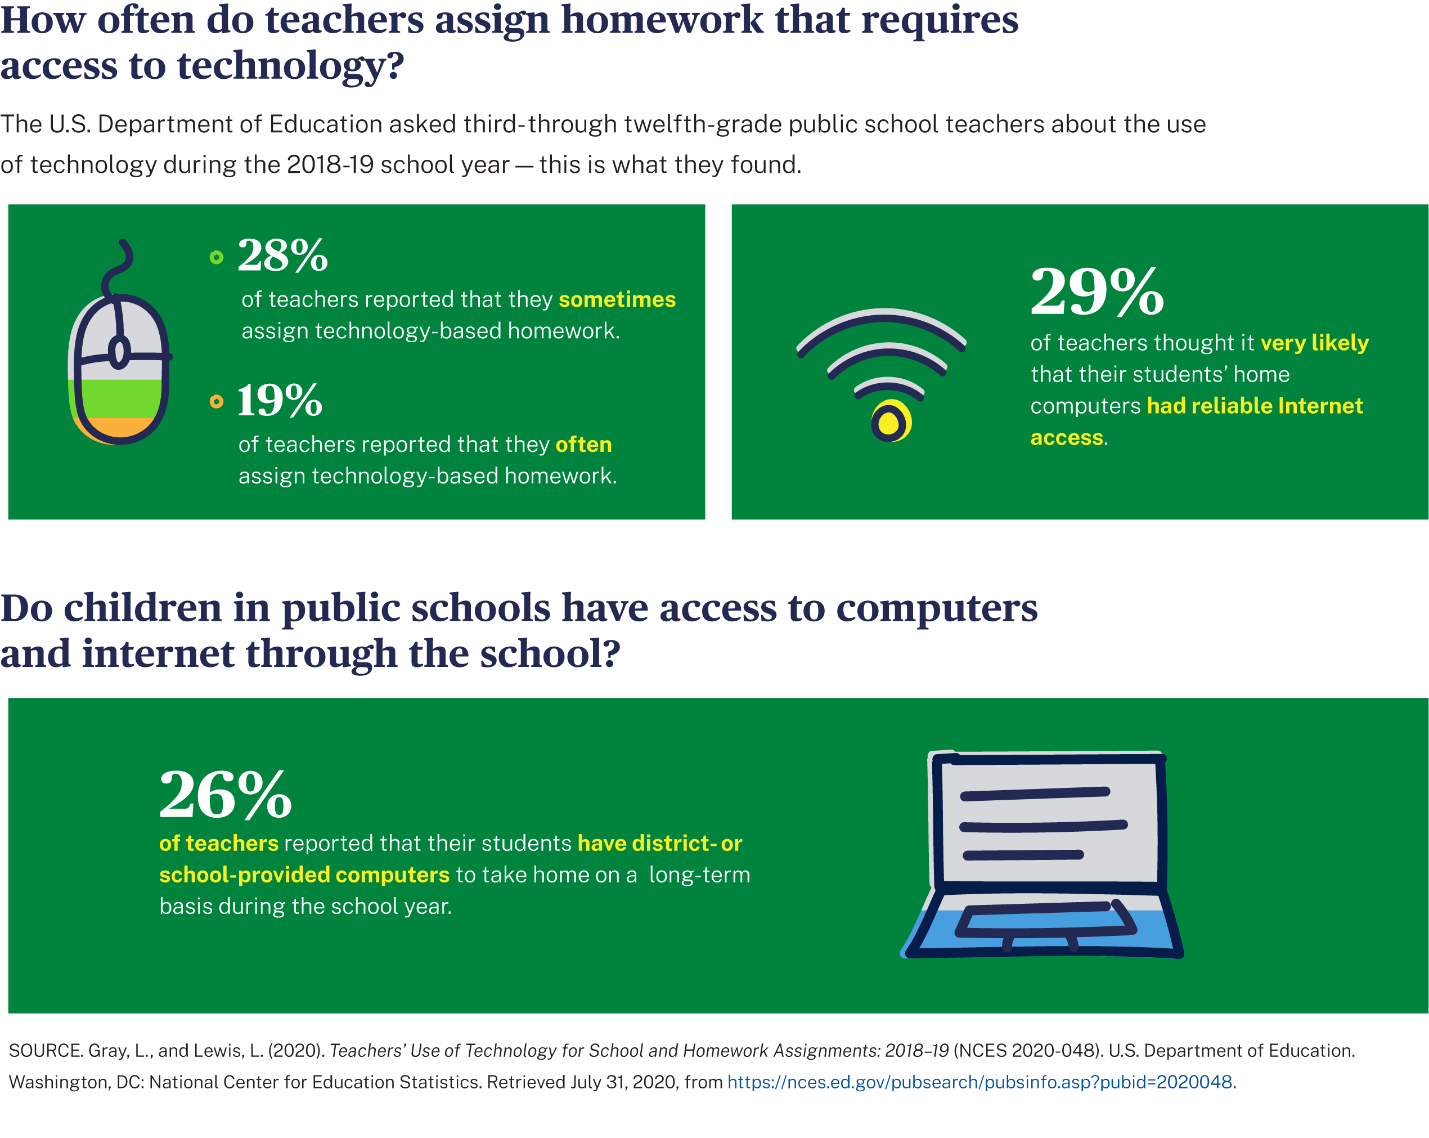 How often do teachers assign homework that requires
access to technology?
The U.S. Department of Education asked third-through twelfth-grade public school teachers about the use
of technology during the 2018-19 school year — this is what they found.
28%
of teachers reported that they sometimes
assign technology-based homework.
19%
of teachers reported that they often
assign technology-based homework.
29%
of teachers thought it very likely
that their students’ home
computers had reliable Internet
access.
Do children in public schools have access to computers
and internet through the school?
26%
of teachers reported that their students have district- or
school-provided computers to take home on a long-term
basis during the school year.
SOURCE. Gray, L., and Lewis, L. (2020). Teachers’ Use of Technology for School and Homework Assignments: 2018–19 (NCES 2020-048). U.S. Department of Education.
Washington, DC: National Center for Education Statistics. Retrieved July 31, 2020, from https://nces.ed.gov/pubsearch/pubsinfo.asp?pubid=2020048.